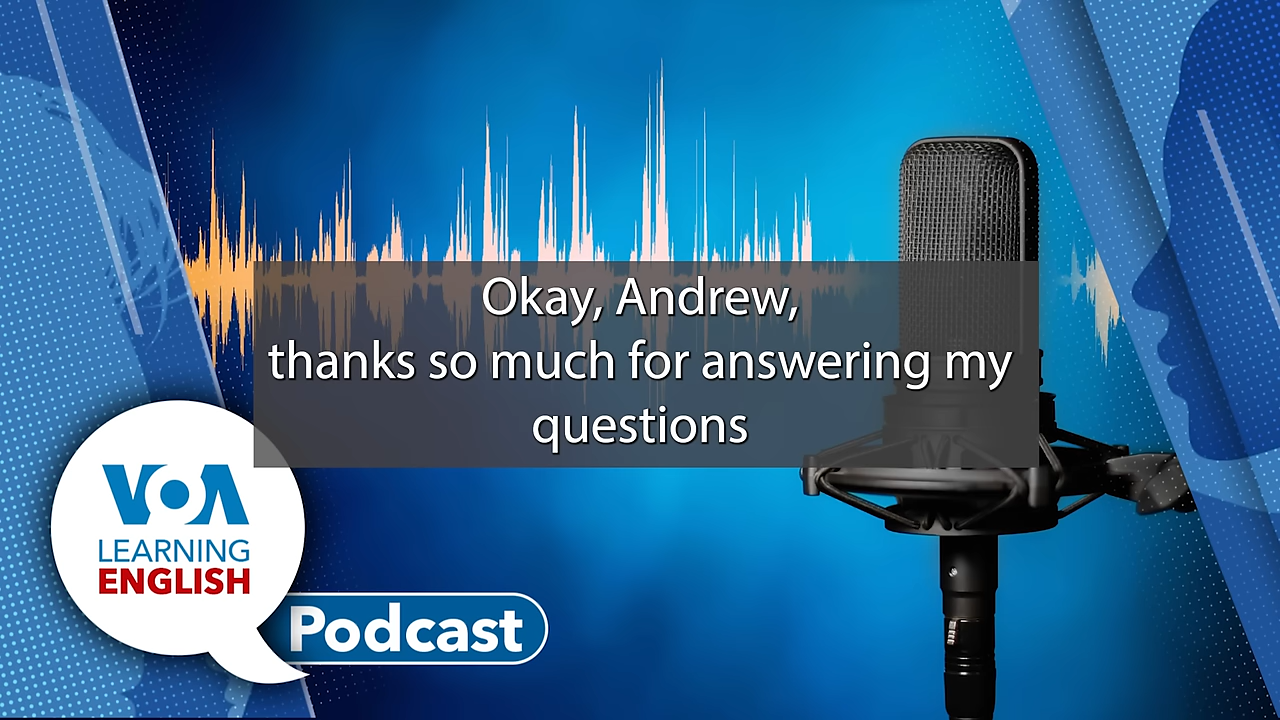 Okay, Andrew,
thanks so much for answering my
questions
VOA
LEARNING
ENGLISH
Podcast